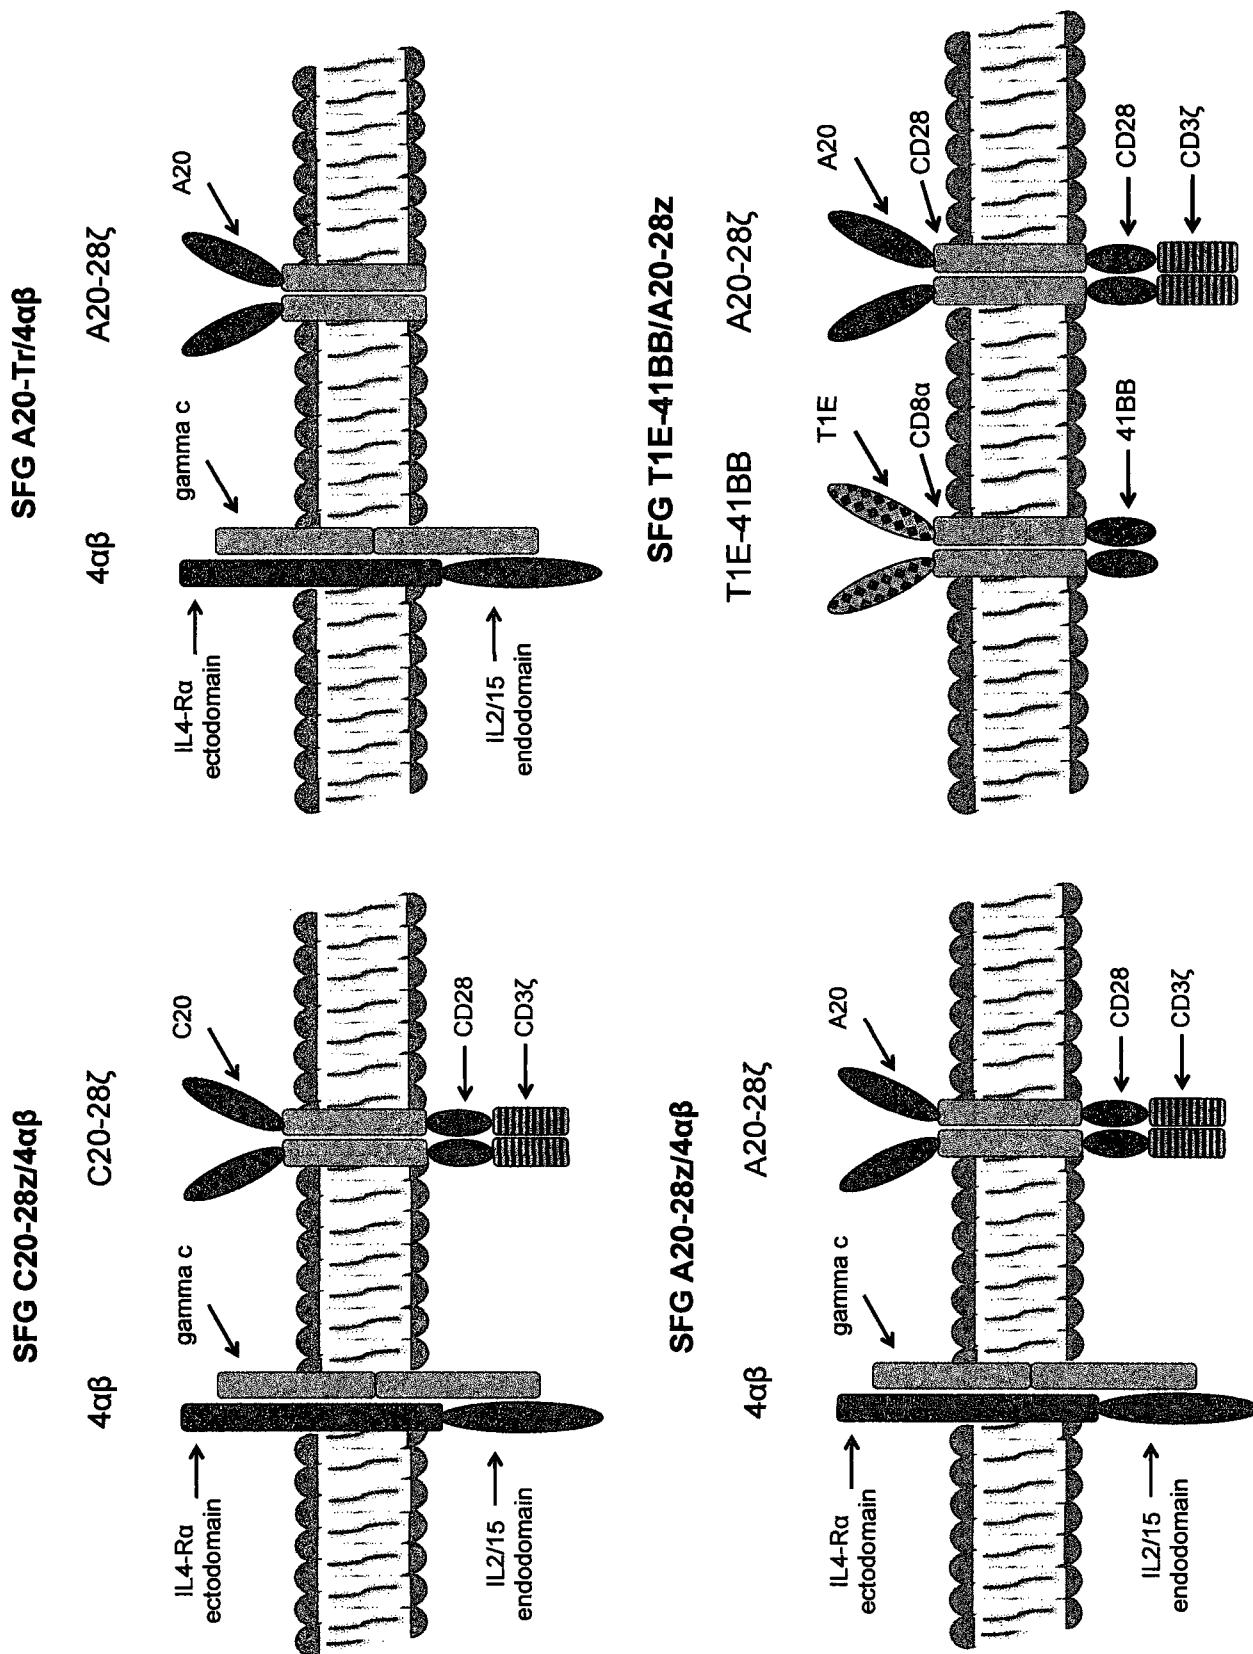 SFG C20-28z/4αβ
4αβ
C20-28ζ
IL4-Rα
ectodomain
gamma c
C20
IL2/15
endodomain
CD28
CD3ζ
SFG A20-Tr/4αβ
4αβ
A20-28ζ
IL4-Rα
ectodomain
gamma c
A20
IL2/15
endodomain
SFG A20-28z/4αβ
4αβ
A20-28ζ
IL4-Rα
ectodomain
gamma c
A20
IL2/15
endodomain
CD28
CD3ζ
SFG T1E-41BB/A20-28z
T1E-41BB
A20-28ζ
T1E
A20
CD8α
CD28
41BB
CD28
CD3ζ